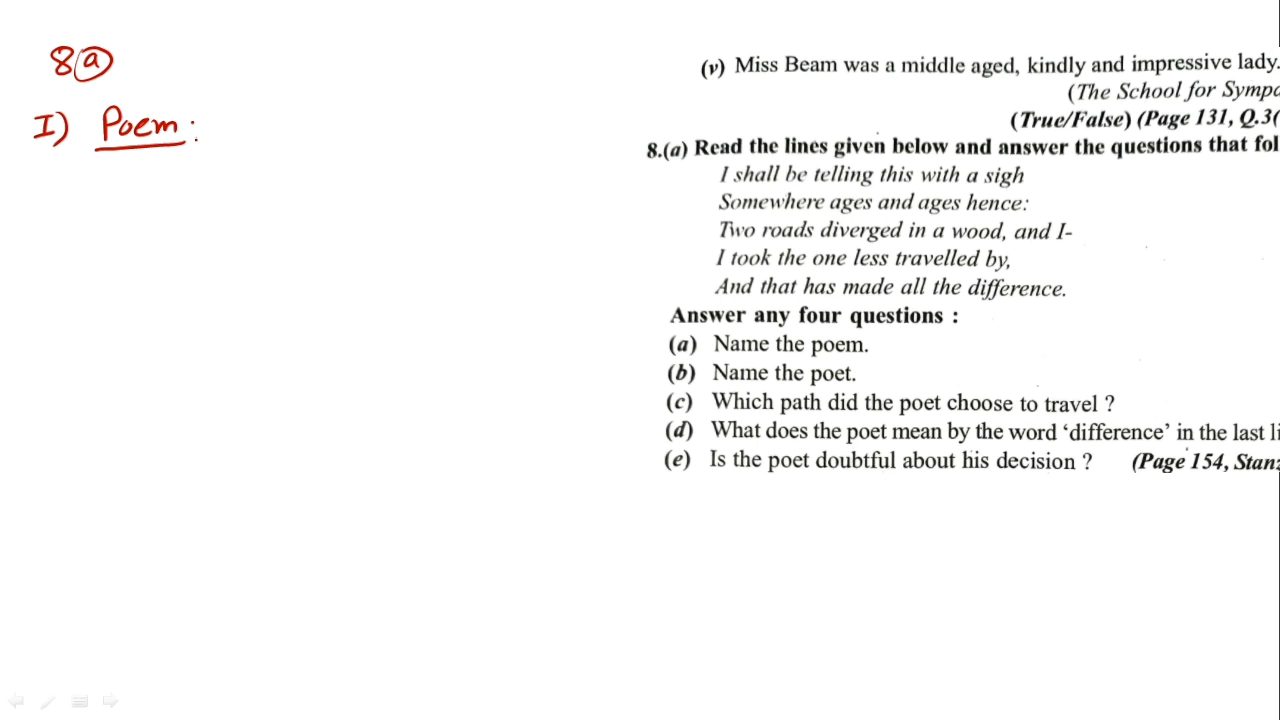 8(a)
I) Poem:
(v) Miss Beam was a middle aged, kindly and impressive lady.
(The School for
(True/False) (Page 131, Q.3(
8.(a) Read the lines given below and answer the questions that
I shall be telling this with a sigh
Somewhere ages and ages hence:
Two roads diverged in a wood, and I-
I took the one less travelled by,
And that has made all the difference.
Answer any four questions :
(a) Name the poem.
(b) Name the poet.
(c) Which path did the poet choose to travel ?
(d) What does the poet mean by the word ‘difference’ in the last
(e) Is the poet doubtful about his decision ? (Page 154,